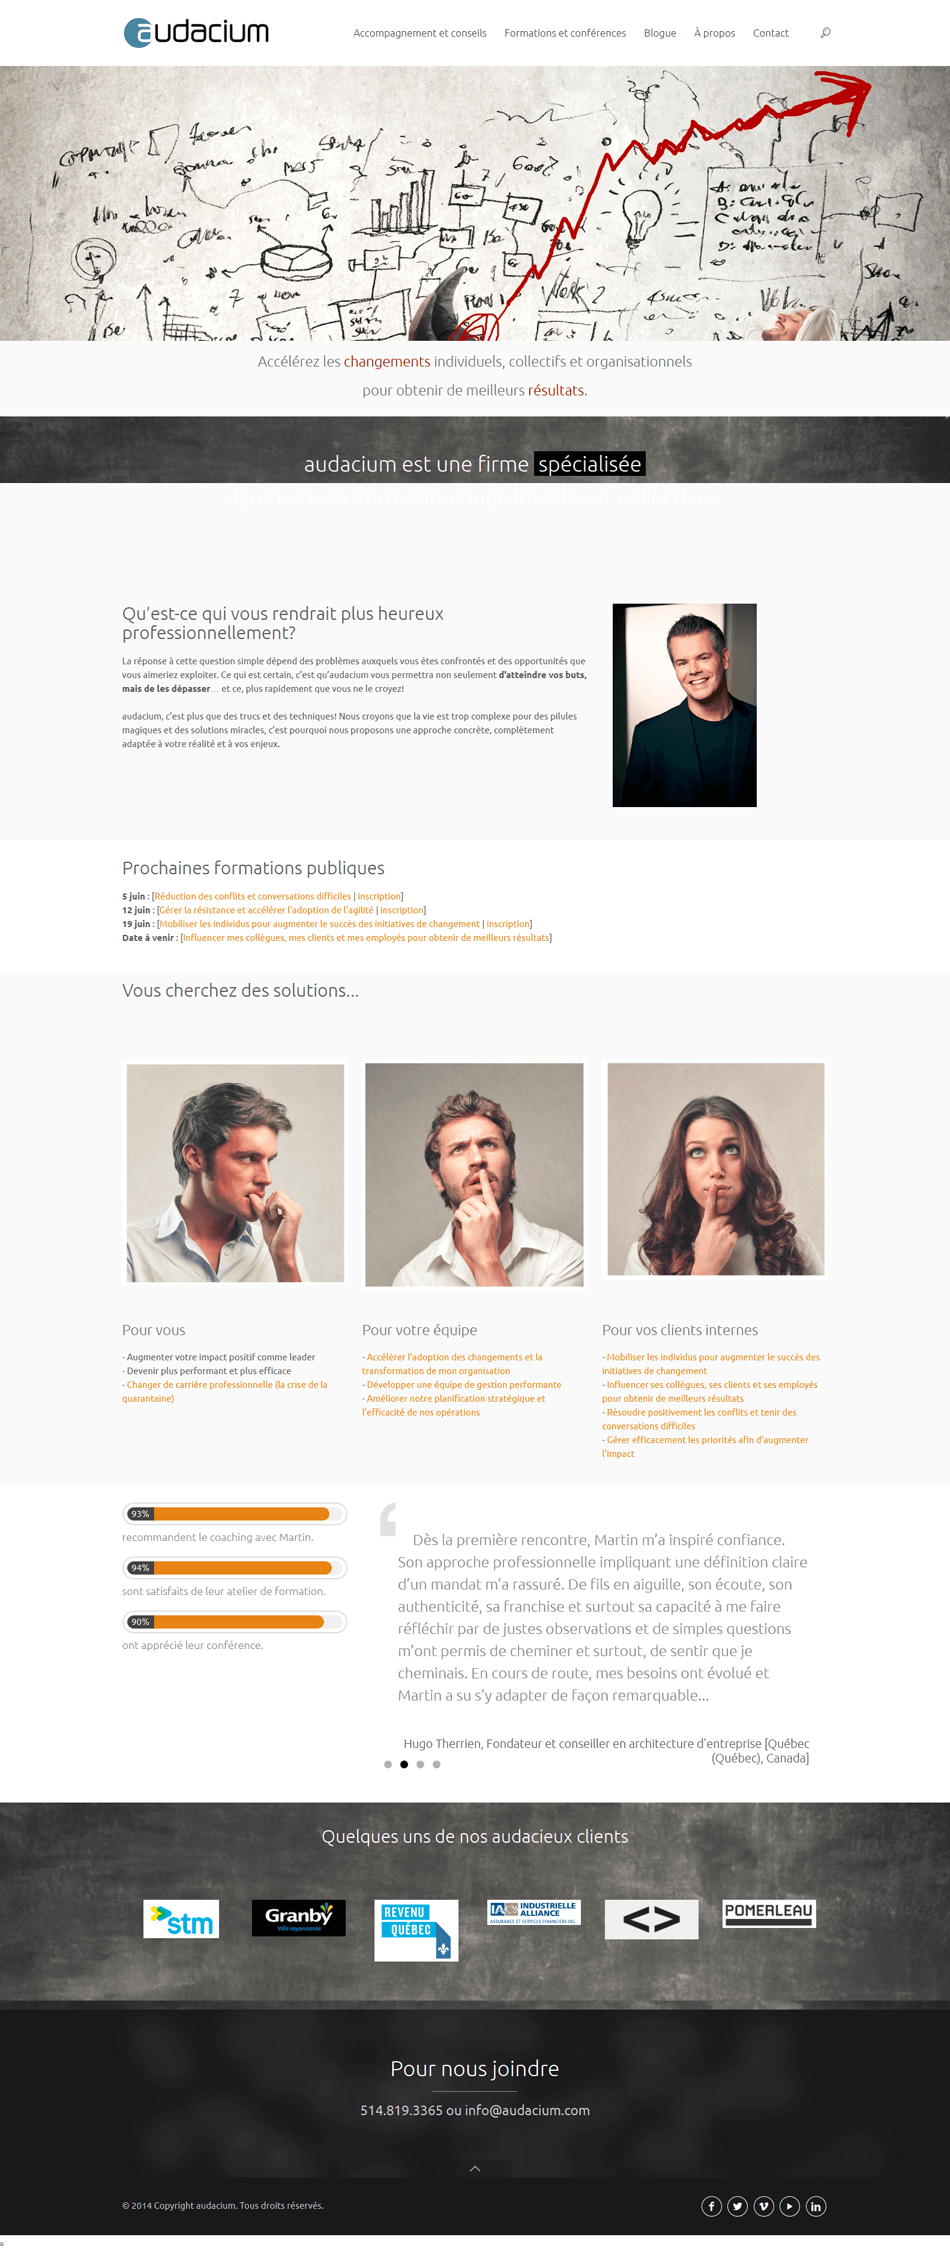 audacium
Accompagnement et conseils Formations et conférences Blogue À propos Contact
Accélérez les changements individuels, collectifs et organisationnels
pour obtenir de meilleurs résultats.
audacium est une firme spécialisée
dans les transformations individuelles et collectives
Qu'est-ce qui vous rendrait plus heureux
professionnellement?
La réponse à cette question simple dépend des problèmes auxquels vous êtes confrontés et des opportunités que
vous aimeriez exploiter. Ce qui est certain, c'est qu'audacium vous permettra non seulement d'atteindre vos buts,
mais de les dépasser… et ce, plus rapidement que vous ne le croyez!
audacium, c'est plus que des trucs et des techniques! Nous croyons que la vie est trop complexe pour des pilules
magiques et des solutions miracles, c'est pourquoi nous proposons une approche concrète, complètement
adaptée à votre réalité et à vos enjeux.
Prochaines formations publiques
5 juin : [Réduction des conflits et conversations difficiles | inscription]
12 juin : [Gérer la résistance et accélérer l'adoption de l'agilité | inscription]
19 juin : [Mobiliser les individus pour augmenter le succès des initiatives de changement | inscription]
Date à venir : [Influencer mes collègues, mes clients et mes employés pour obtenir de meilleurs résultats]
Vous cherchez des solutions...
Pour vous
- Augmenter votre impact positif comme leader
- Devenir plus performant et plus efficace
- Changer de carrière professionnelle (la crise de la
quarantaine)
Pour votre équipe
- Accélérer l'adoption des changements et la
transformation de mon organisation
- Développer une équipe de gestion performante
- Améliorer notre planification stratégique et
l'efficacité de nos opérations
Pour vos clients internes
- Mobiliser les individus pour augmenter le succès des
initiatives de changement
- Influencer ses collègues, ses clients et ses employés
pour obtenir de meilleurs résultats
- Résoudre positivement les conflits et tenir des
conversations difficiles
- Gérer efficacement les priorités afin d'augmenter
l'impact
93%
recommandent le coaching avec Martin.
94%
sont satisfaits de leur atelier de formation.
90%
ont apprécié leur conférence.
Dès la première rencontre, Martin m'a inspiré confiance.
Son approche professionnelle impliquant une définition claire
d'un mandat m'a rassuré. De fils en aiguille, son écoute, son
authenticité, sa franchise et surtout sa capacité à me faire
réfléchir par de justes observations et de simples questions
m'ont permis de cheminer et surtout, de sentir que je
cheminais. En cours de route, mes besoins ont évolué et
Martin a su s'y adapter de façon remarquable...
Hugo Therrien, Fondateur et conseiller en architecture d'entreprise [Québec
(Québec), Canada]
Quelques uns de nos audacieux clients
stm
Granby
Ville rayonnante
REVENU
QUÉBEC
INDUSTRIELLE
ALLIANCE
ASSURANCE ET SERVICES FINANCIERS INC.
<>
POMERLEAU
Pour nous joindre
514.819.3365 ou info@audacium.com
© 2014 Copyright audacium. Tous droits réservés.